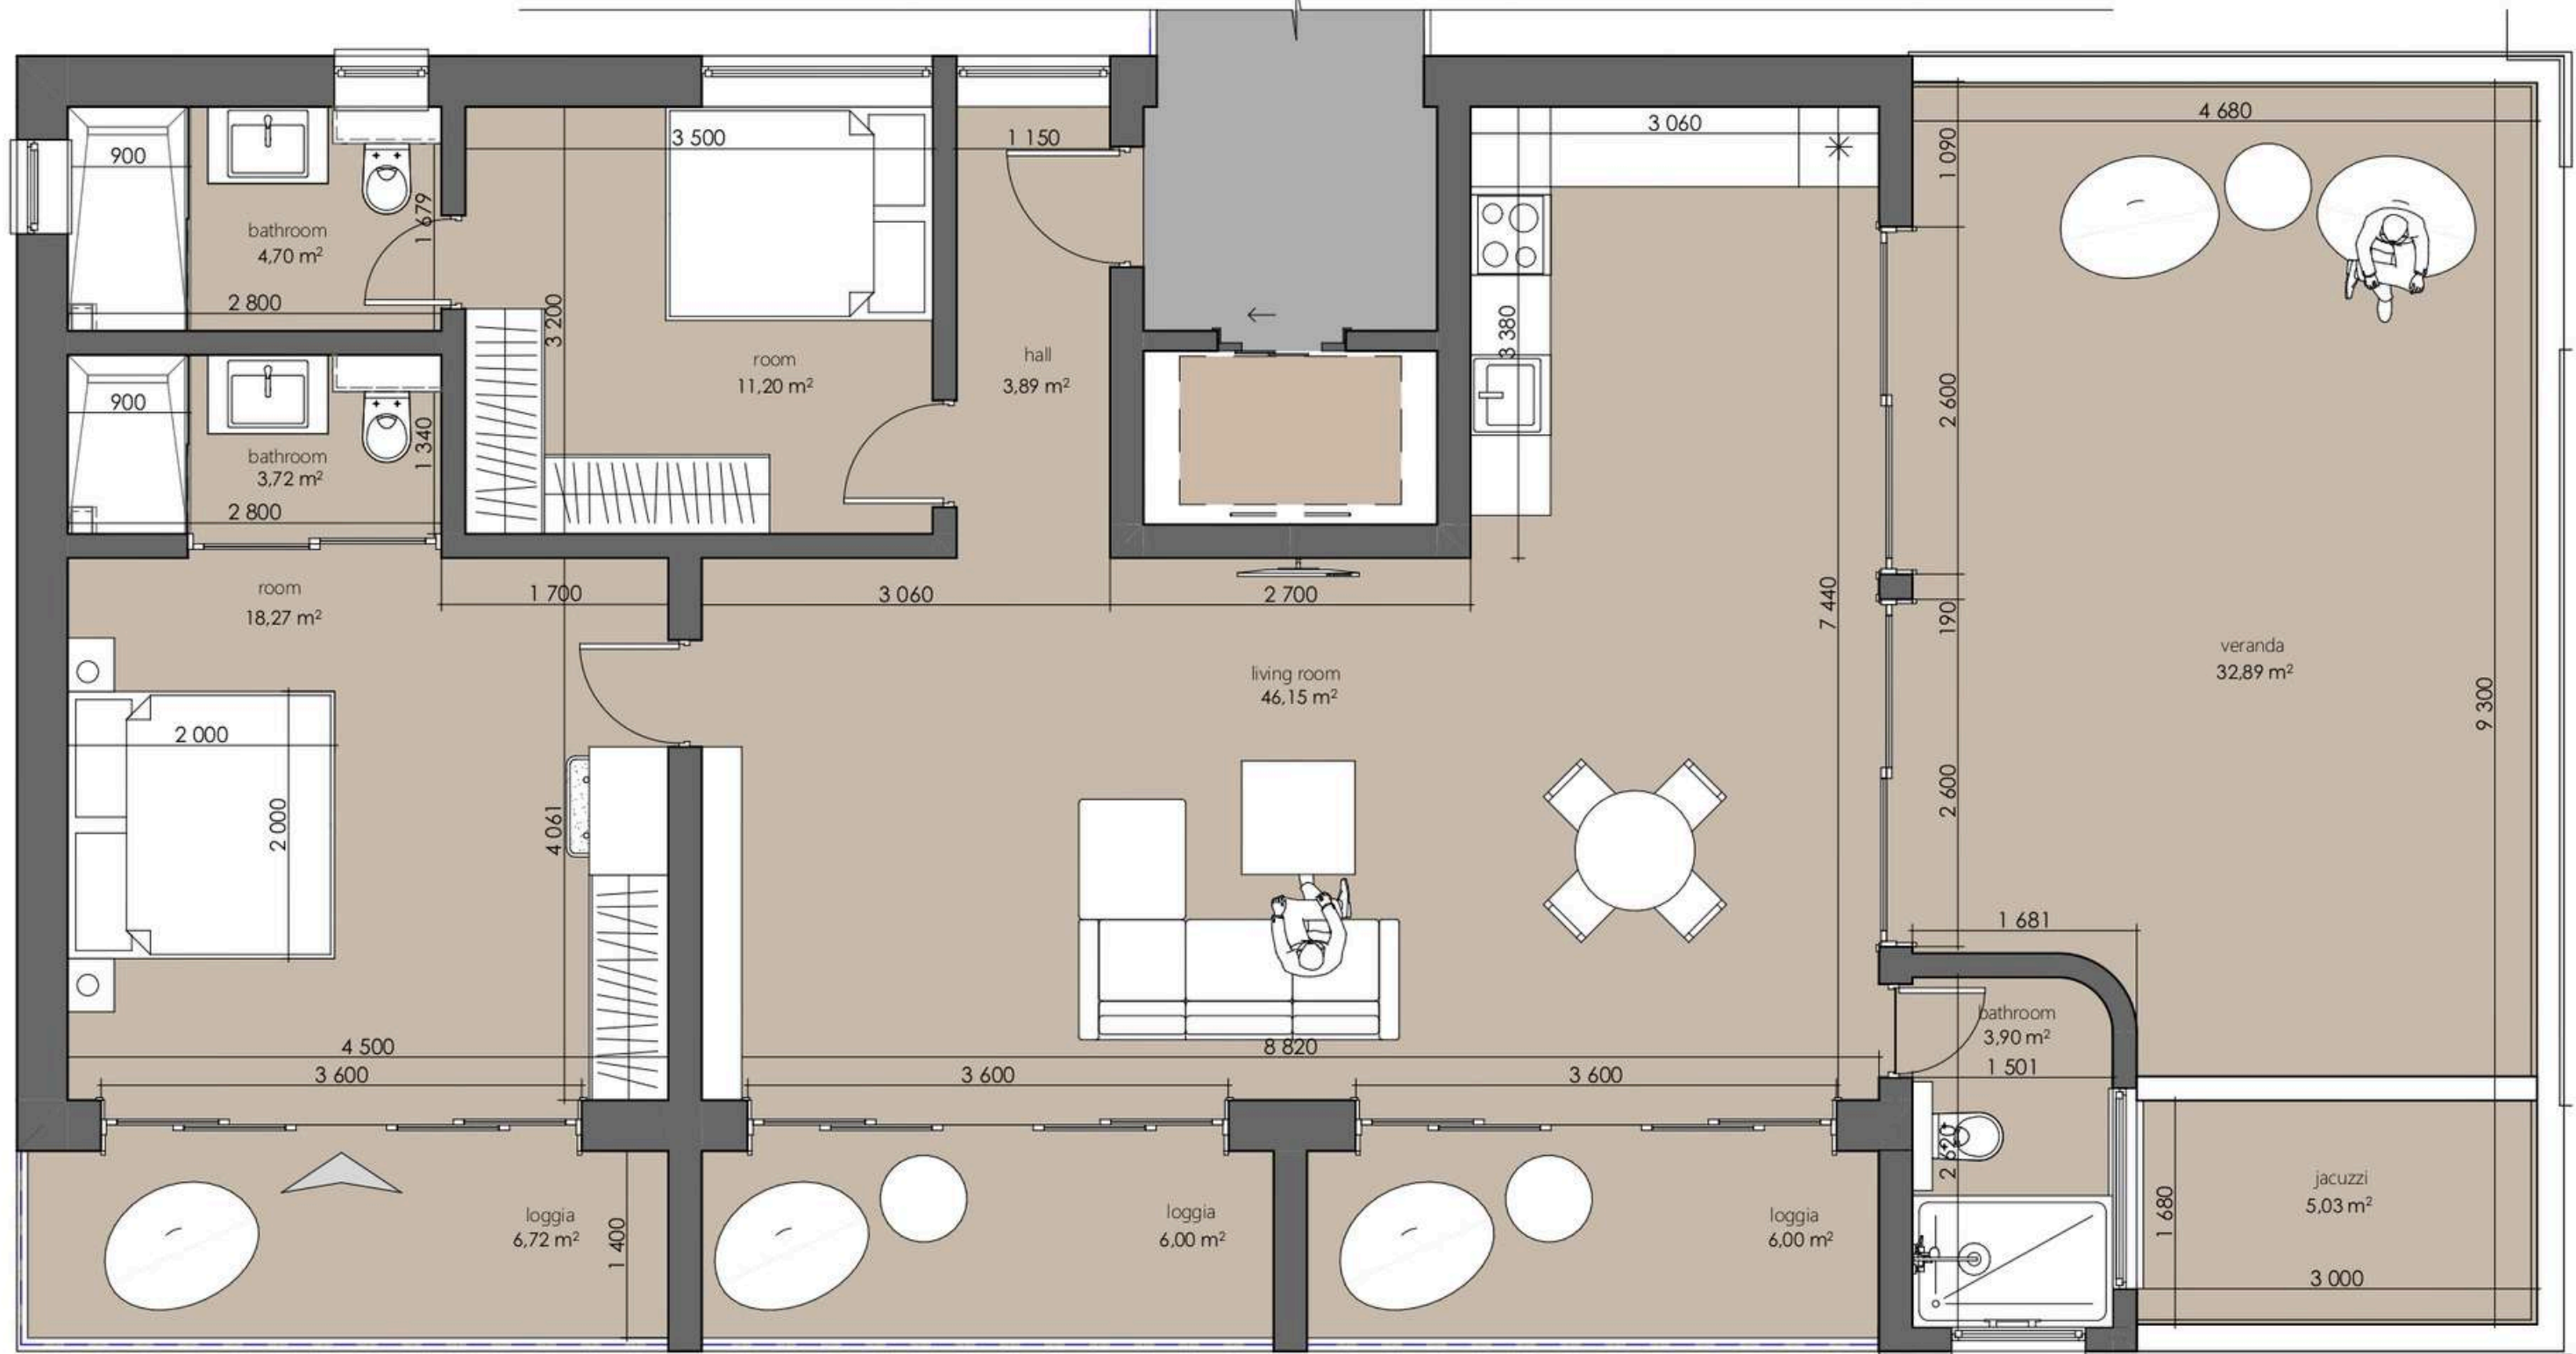 900
bathroom
4,70 m²
1 679
2 800
3 500
3 200
room
11,20 m²
1 150
hall
3,89 m²
3 060
3 380
4 680
1 090
2 600
190
2 600
900
bathroom
3,72 m²
1 340
2 800
room
18,27 m²
1 700
3 060
2 700
7 440
living room
46,15 m²
veranda
32,89 m²
9 300
2 000
2 000
4 061
4 500
3 600
8 820
3 600
3 600
1 681
bathroom
3,90 m²
1 501
2 620
loggia
6,72 m²
1 400
loggia
6,00 m²
loggia
6,00 m²
jacuzzi
5,03 m²
1 680
3 000